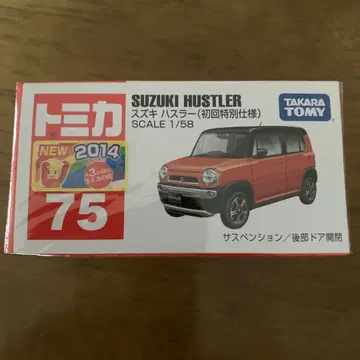 トミカ
NEW
2014
75
SUZUKI HUSTLER
スズキ ハスラー(初回特別仕様)
SCALE 1/58
TAKARA
TOMY
サスペンション/後部ドア開閉